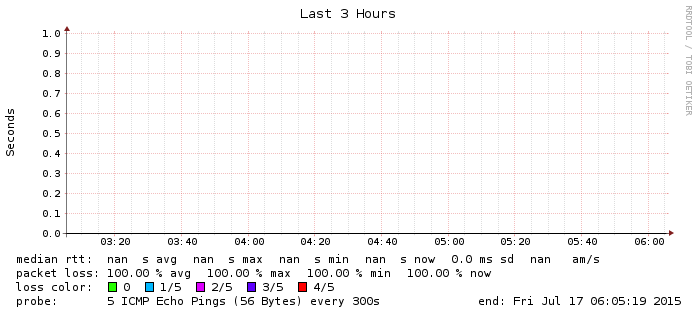 Last 3 Hours
RRDTOOL / TOBI OETIKER
Seconds
1.0
0.9
0.8
0.7
0.6
0.5
0.4
0.3
0.2
0.1
0.0
03:20 03:40 04:00 04:20 04:40 05:00 05:20 05:40 06:00
median rtt: nan s avg nan s max nan s min nan s now 0.0 ms sd nan am/s
packet loss: 100.00 % avg 100.00 % max 100.00 % min 100.00 % now
loss color: 0 1/5 2/5 3/5 4/5
probe: 5 ICMP Echo Pings (56 Bytes) every 300s end: Fri Jul 17 06:05:19 2015